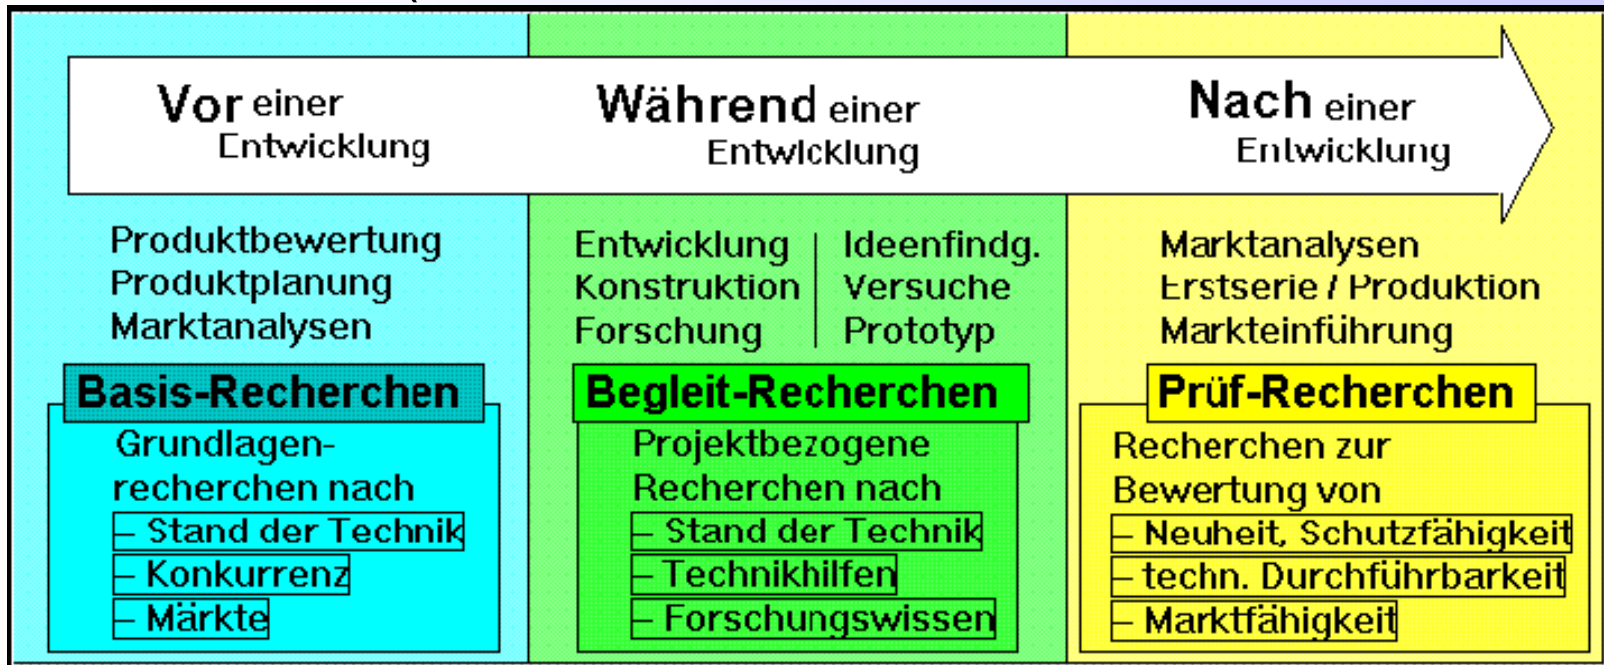 Vor einer
Entwicklung
Während einer
Entwicklung
Nach einer
Entwicklung
Produktbewertung
Produktplanung
Marktanalysen
Entwicklung
Konstruktion
Forschung
Ideenfindg.
Versuche
Prototyp
Marktanalysen
Erstserie / Produktion
Markteinführung
Basis-Recherchen
Grundlagen-
recherchen nach
– Stand der Technik
– Konkurrenz
– Märkte
Begleit-Recherchen
Projektbezogene
Recherchen nach
– Stand der Technik
– Technikhilfen
– Forschungswissen
Prüf-Recherchen
Recherchen zur
Bewertung von
– Neuheit, Schutzfähigkeit
– techn. Durchführbarkeit
– Marktfähigkeit